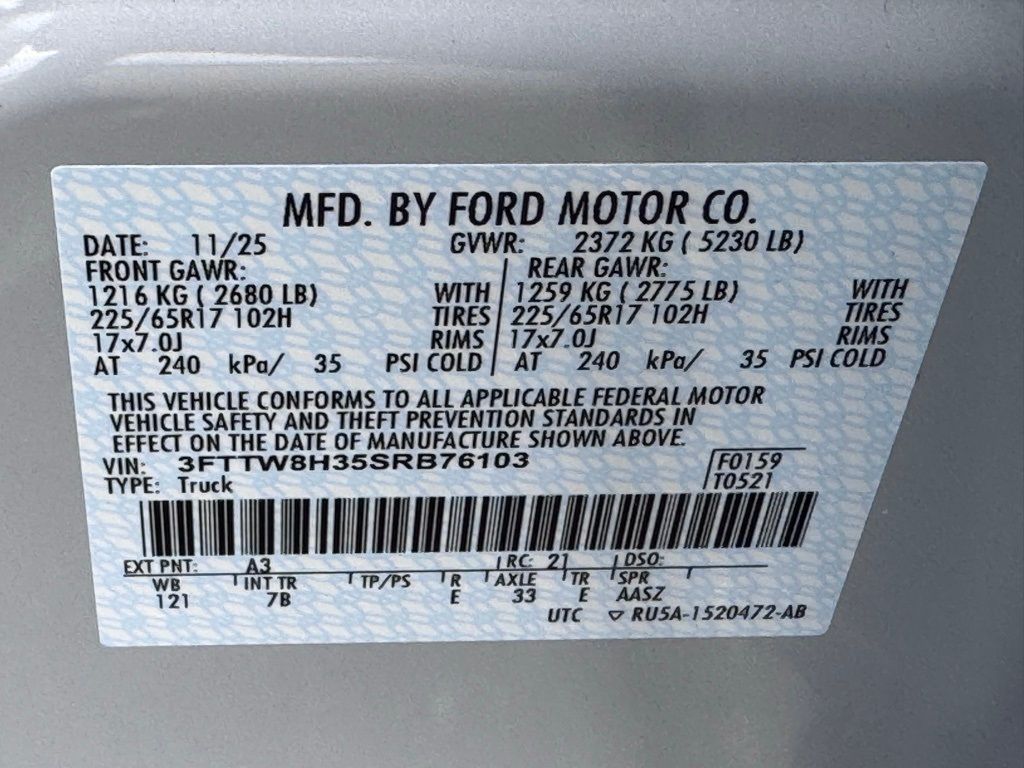 MFD. BY FORD MOTOR CO.
DATE: 11/25 GVWR: 2372 KG ( 5230 LB)
FRONT GAWR: REAR GAWR:
1216 KG ( 2680 LB) WITH 1259 KG ( 2775 LB) WITH
225/65R17 102H TIRES 225/65R17 102H TIRES
17x7.0J RIMS 17x7.0J RIMS
AT 240 kPa/ 35 PSI COLD AT 240 kPa/ 35 PSI COLD
THIS VEHICLE CONFORMS TO ALL APPLICABLE FEDERAL MOTOR
VEHICLE SAFETY AND THEFT PREVENTION STANDARDS IN
EFFECT ON THE DATE OF MANUFACTURE SHOWN ABOVE.
VIN: 3FTTW8H35SRB76103 F0159
TYPE: Truck T0521
EXT PNT: A3 RC: 21 DSO:
WB INT TR TP/PS R AXLE TR SPR
121 7B E 33 E AASZ
UTC ▽ RU5A-1520472-AB